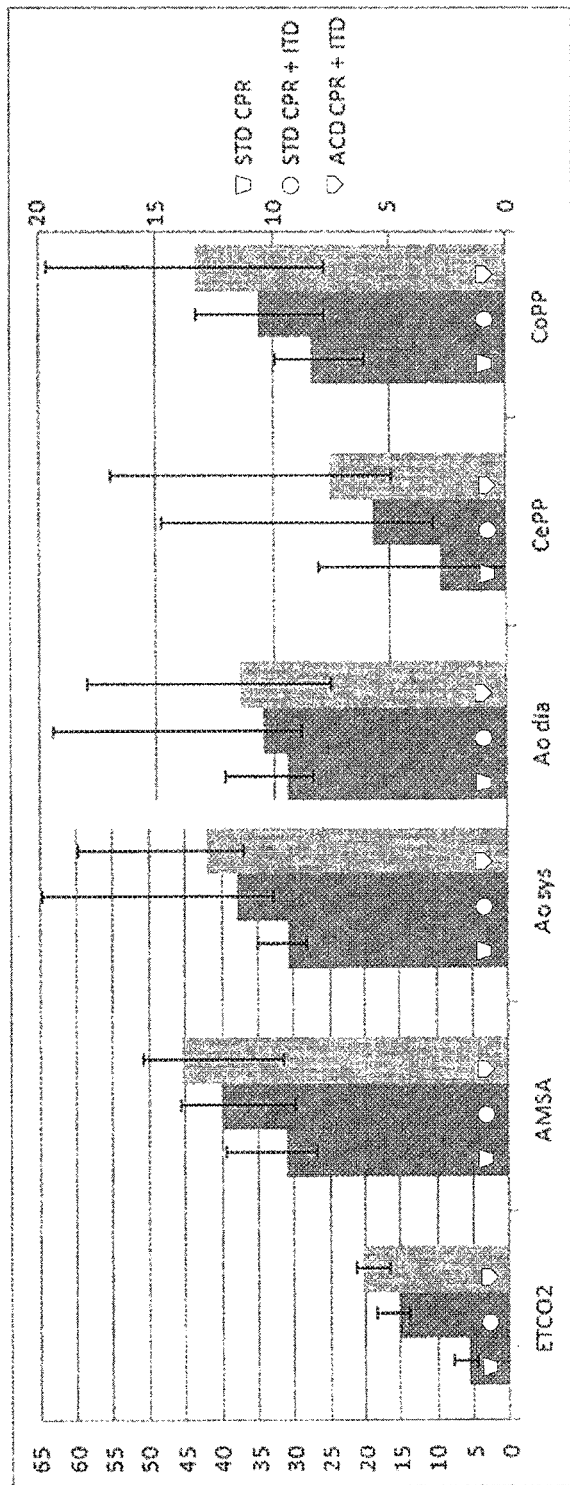 65
60
55
50
45
40
35
30
25
20
15
10
5
0
ETCO2
AMSA
Ao sys
Ao dia
CePP
CoPP
20
15
10
5
0
STD CPR
STD CPR + ITD
ACD CPR + ITD